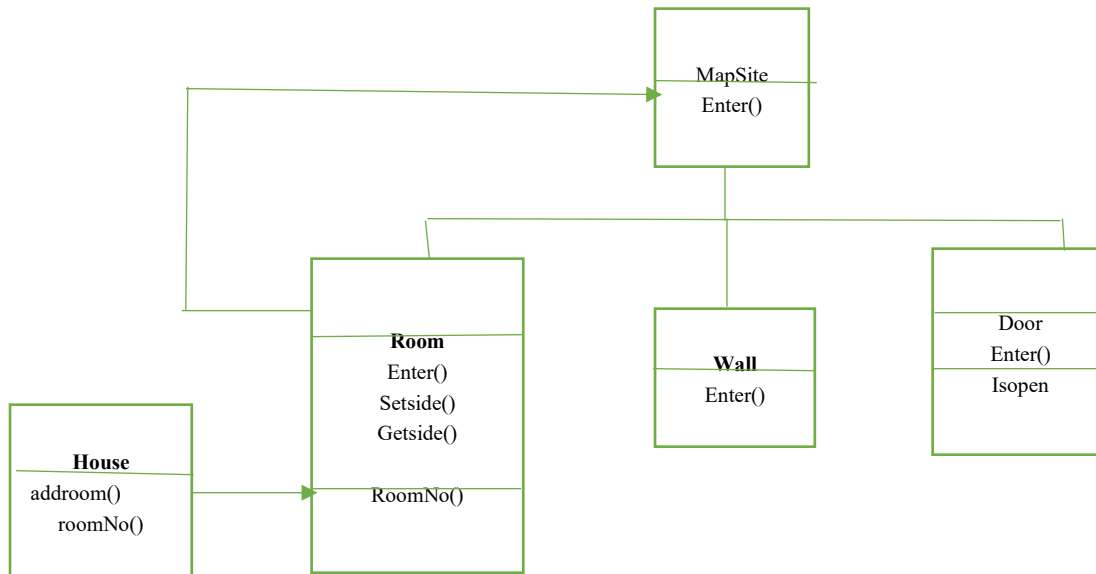 MapSite
Enter()
Room
Enter()
Setside()
Getside()
RoomNo()
Wall
Enter()
Door
Enter()
Isopen
House
addroom()
roomNo()